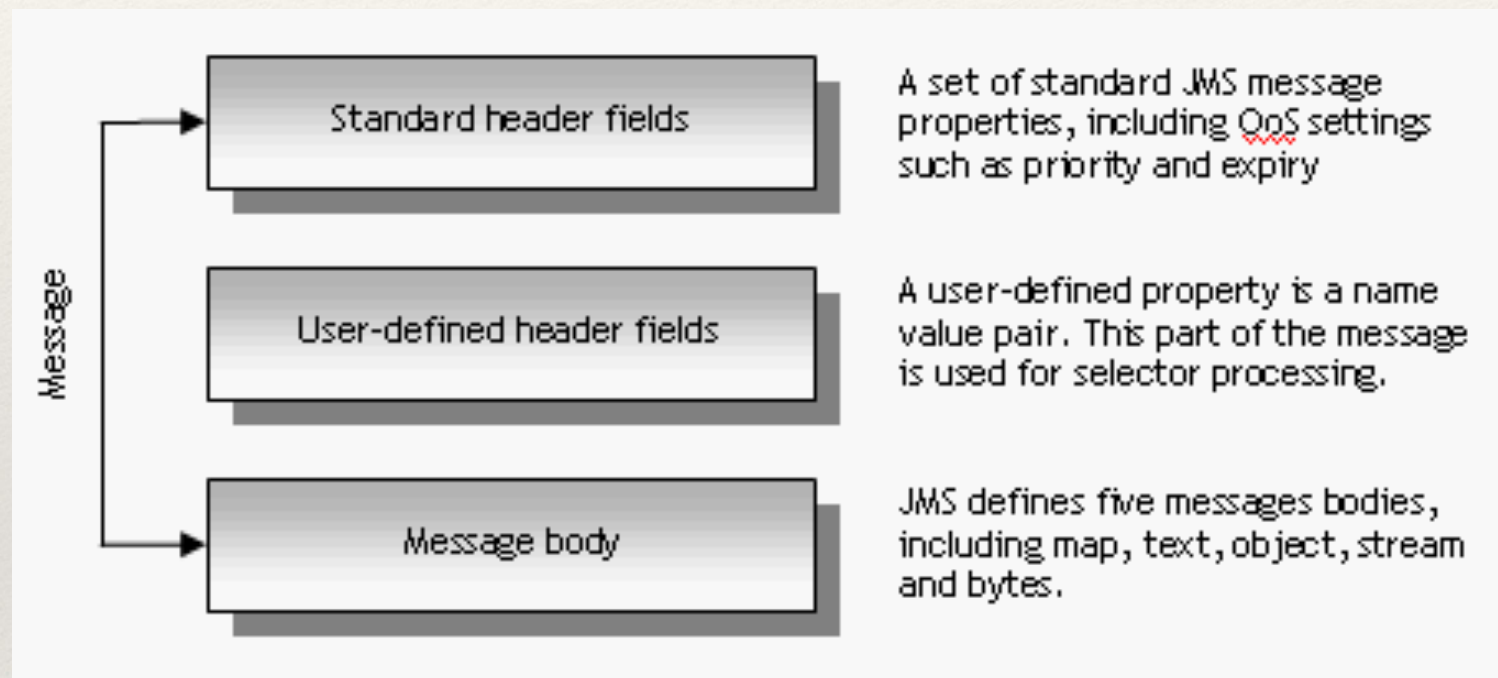 Message
Standard header fields
A set of standard JMS message
properties, including QoS settings
such as priority and expiry
User-defined header fields
A user-defined property is a name
value pair. This part of the message
is used for selector processing.
Message body
JMS defines five messages bodies,
including map, text, object, stream
and bytes.